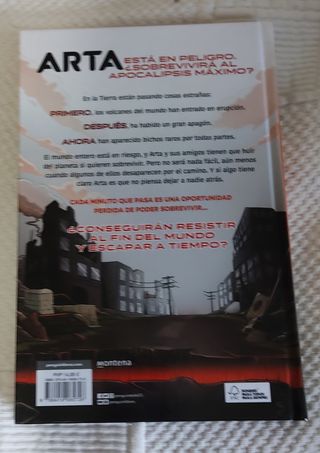 ARTA ESTÁ EN PELIGRO.
¿SOBREVIVIRÁ AL
APOCALIPSIS MÁXIMO?
En la Tierra están pasando cosas extrañas:
PRIMERO, los volcanes del mundo han entrado en erupción.
DESPUÉS, ha habido un gran apagón.
AHORA han aparecido bichos raros por todas partes.
El mundo entero está en riesgo, y Arta y sus amigos tienen que huir
del planeta si quieren sobrevivir. Pero no será nada fácil, aún menos
cuando algunos de ellos desaparecen por el camino. Y si algo tiene
claro Arta es que no piensa dejar a nadie atrás.
CADA MINUTO QUE PASA ES UNA OPORTUNIDAD
PERDIDA DE PODER SOBREVIVIR...
¿CONSEGUIRÁN RESISTIR
AL FIN DEL MUNDO
Y ESCAPAR A TIEMPO?
montena
FSC